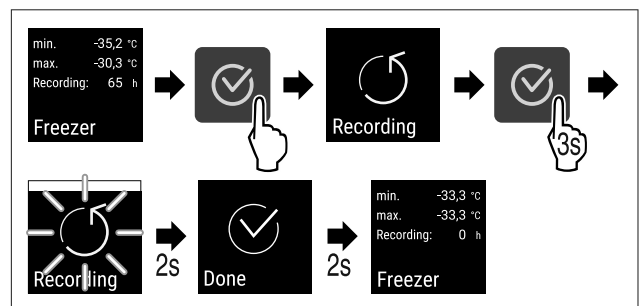 min. -35,2 °C
max. -30,3 °C
Recording: 65 h
Freezer
Recording
3s
Recording
2s
Done
2s
min. -33,3 °C
max. -33,3 °C
Recording: 0 h
Freezer